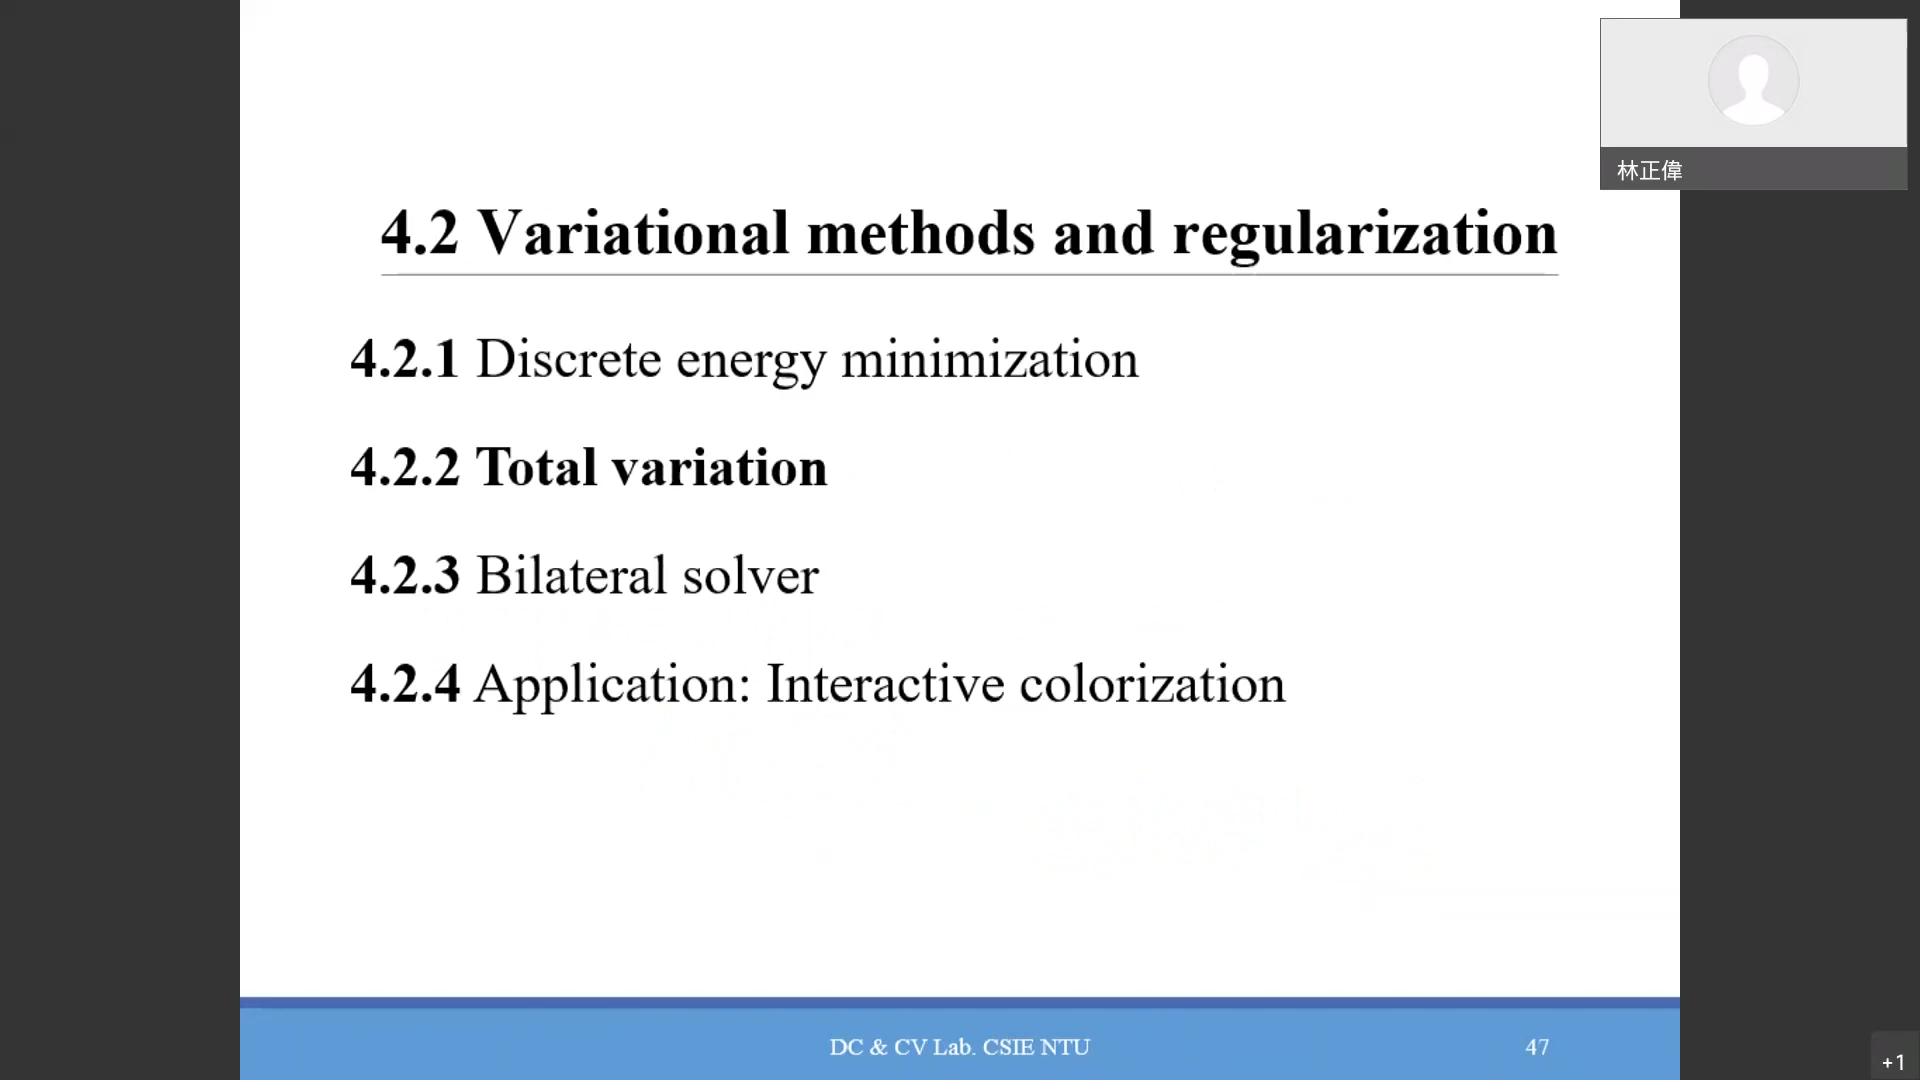 4.2 Variational methods and regularization
4.2.1 Discrete energy minimization
4.2.2 Total variation
4.2.3 Bilateral solver
4.2.4 Application: Interactive colorization
DC & CV Lab. CSIE NTU
47
林正偉
+1